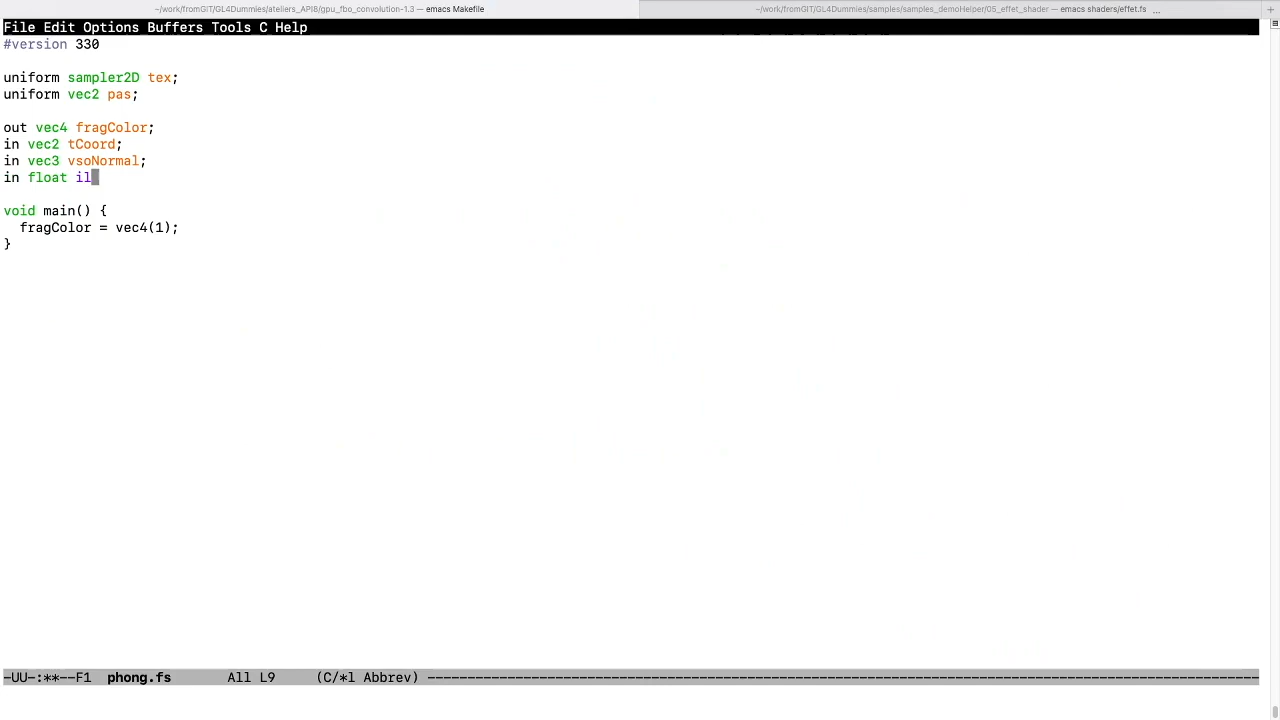 ~/work/fromGIT/GL4Dummies/ateliers_API8/gpu_fbo_convolution-1.3 — emacs Makefile
~/work/fromGIT/GL4Dummies/samples/samples_demoHelper/05_effet_shader — emacs shaders/effet.fs ...
File Edit Options Buffers Tools C Help
#version 330
uniform sampler2D tex;
uniform vec2 pas;
out vec4 fragColor;
in vec2 tCoord;
in vec3 vsoNormal;
in float il
void main() {
fragColor = vec4(1);
}
-UU-:**--F1 phong.fs All L9 (C/*l Abbrev) ----------------------------------------------------------------------------------------------------